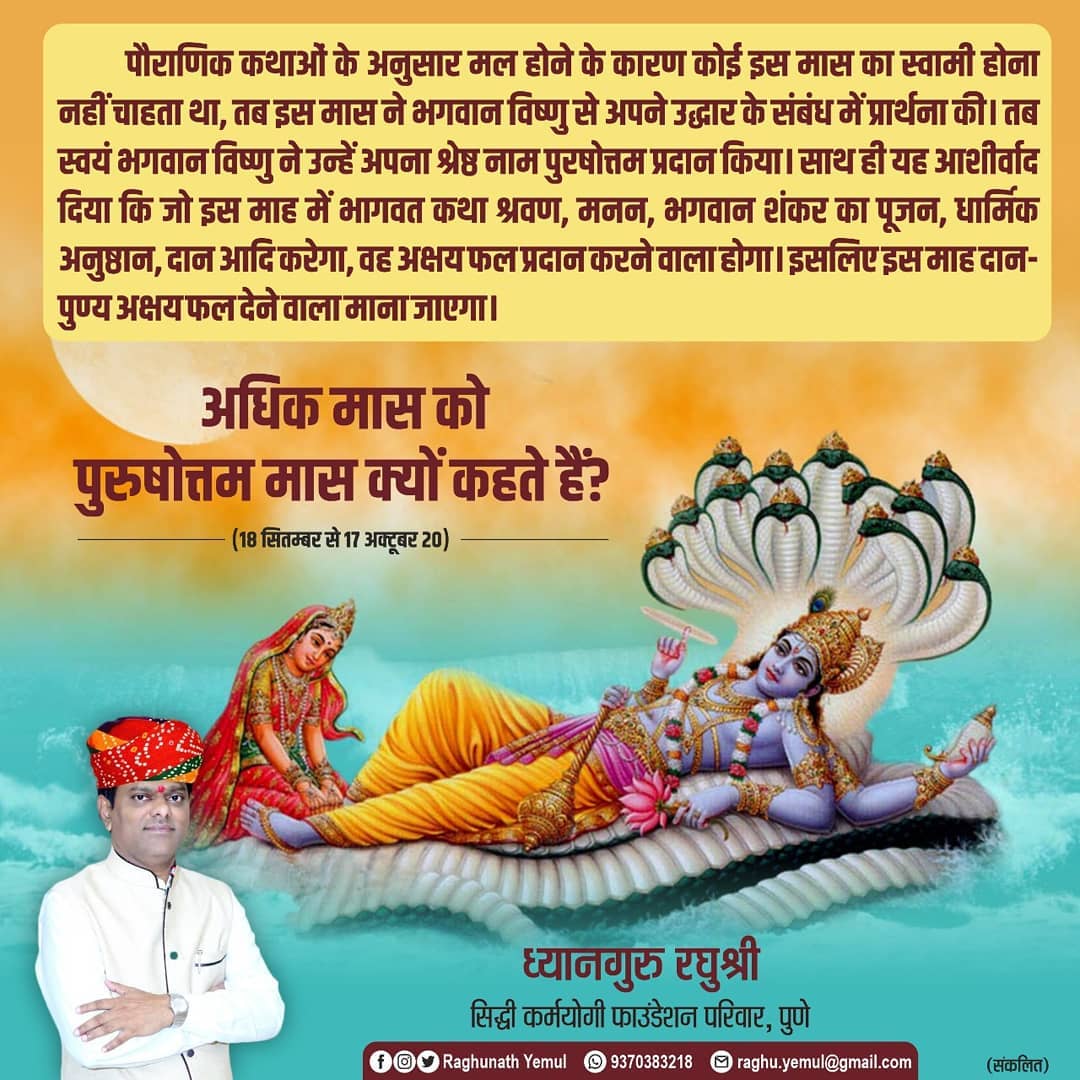 पौराणिक कथाओं के अनुसार मल होने के कारण कोई इस मास का स्वामी होना
नहीं चाहता था, तब इस मास ने भगवान विष्णु से अपने उद्धार के संबंध में प्रार्थना की। तब
स्वयं भगवान विष्णु ने उन्हें अपना श्रेष्ठ नाम पुरषोत्तम प्रदान किया। साथ ही यह आशीर्वाद
दिया कि जो इस माह में भागवत कथा श्रवण, मनन, भगवान शंकर का पूजन, धार्मिक
अनुष्ठान, दान आदि करेगा, वह अक्षय फल प्रदान करने वाला होगा। इसलिए इस माह दान-
पुण्य अक्षय फल देने वाला माना जाएगा।
अधिक मास को
पुरुषोत्तम मास क्यों कहते हैं?
(18 सितम्बर से 17 अक्टूबर 20)
ध्यानगुरु रघुश्री
सिद्धी कर्मयोगी फाउंडेशन परिवार, पुणे
Raghunath Yemul 9370383218 raghu.yemul@gmail.com
(संकलित)